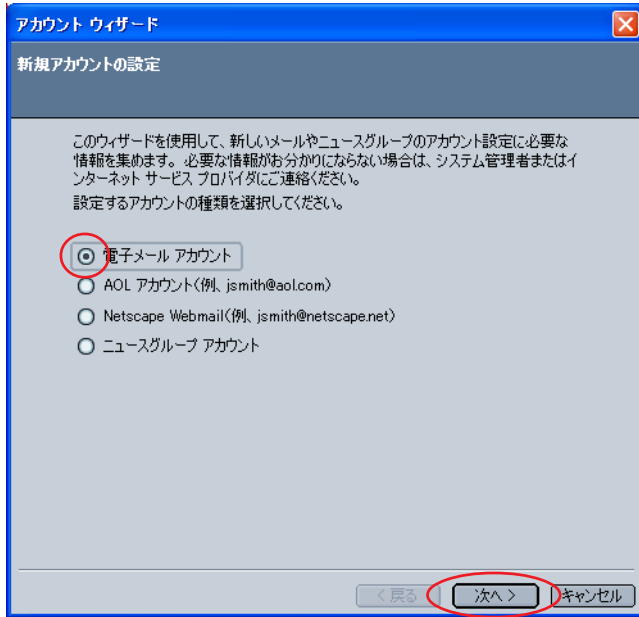 アカウント ウィザード
新規アカウントの設定
このウィザードを使用して、新しいメールやニュースグループのアカウント設定に必要な
情報を集めます。必要な情報がお分かりにならない場合は、システム管理者またはイ
ンターネット サービス プロバイダにご連絡ください。
設定するアカウントの種類を選択してください。
電子メール アカウント
AOL アカウント(例、jsmith@aol.com)
Netscape Webmail(例、jsmith@netscape.net)
ニュースグループ アカウント
< 戻る 次へ > キャンセル